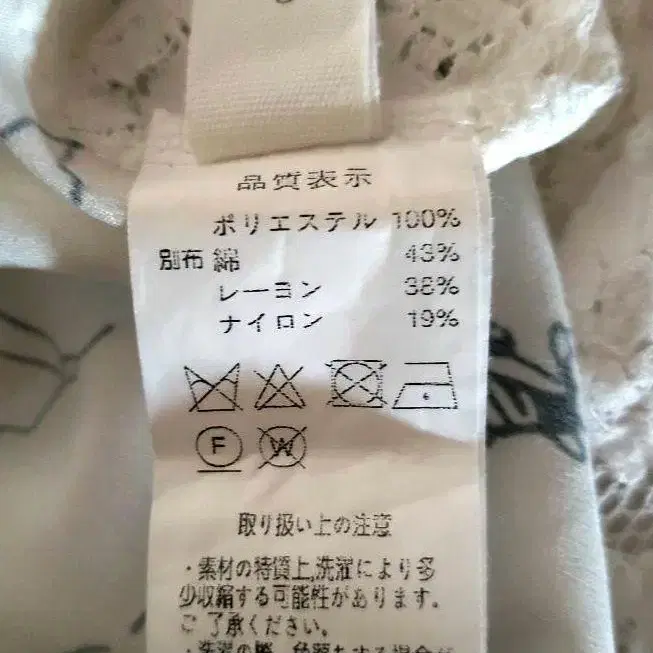 品質表示
ポリエステル 100%
別布 綿 43%
レーヨン 38%
ナイロン 19%
F W
取り扱い上の注意
・素材の特質上,洗濯により多
少収縮する可能性があります。
ご了承ください。